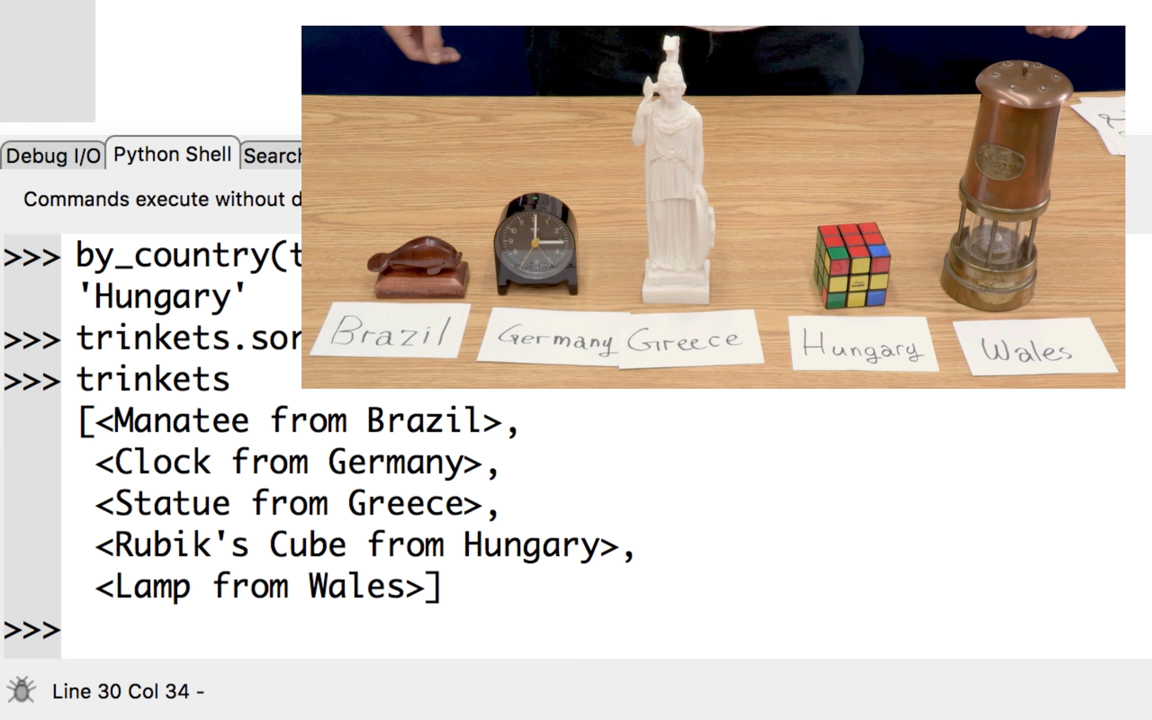 Debug I/O Python Shell Search
Commands execute without d
>>> by_country(t
'Hungary'
>>> trinkets.sor
>>> trinkets
[<Manatee from Brazil>,
<Clock from Germany>,
<Statue from Greece>,
<Rubik's Cube from Hungary>,
<Lamp from Wales>]
>>>
Brazil Germany Greece Hungary Wales
Line 30 Col 34 -